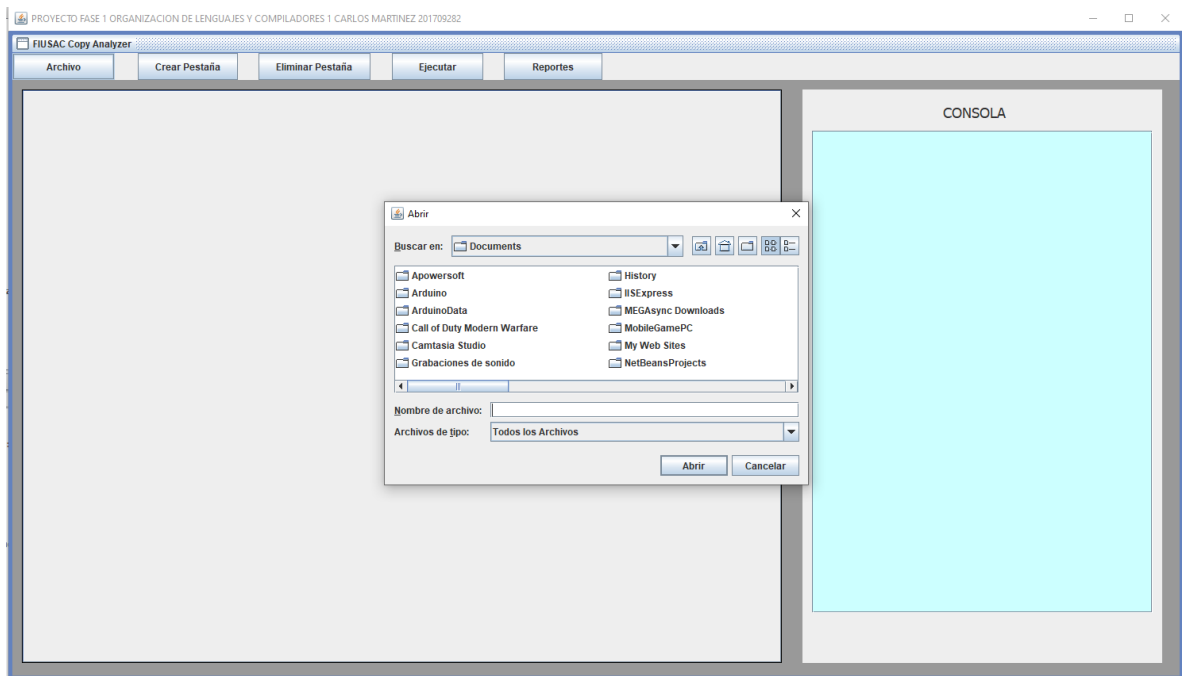 PROYECTO FASE 1 ORGANIZACION DE LENGUAJES Y COMPILADORES 1 CARLOS MARTINEZ 201709282
FIUSAC Copy Analyzer
Archivo Crear Pestaña Eliminar Pestaña Ejecutar Reportes
CONSOLA
Abrir
Buscar en: Documents
Apowersoft History
Arduino IISExpress
ArduinoData MEGAsync Downloads
Call of Duty Modern Warfare MobileGamePC
Camtasia Studio My Web Sites
Grabaciones de sonido NetBeansProjects
Nombre de archivo:
Archivos de tipo: Todos los Archivos
Abrir Cancelar